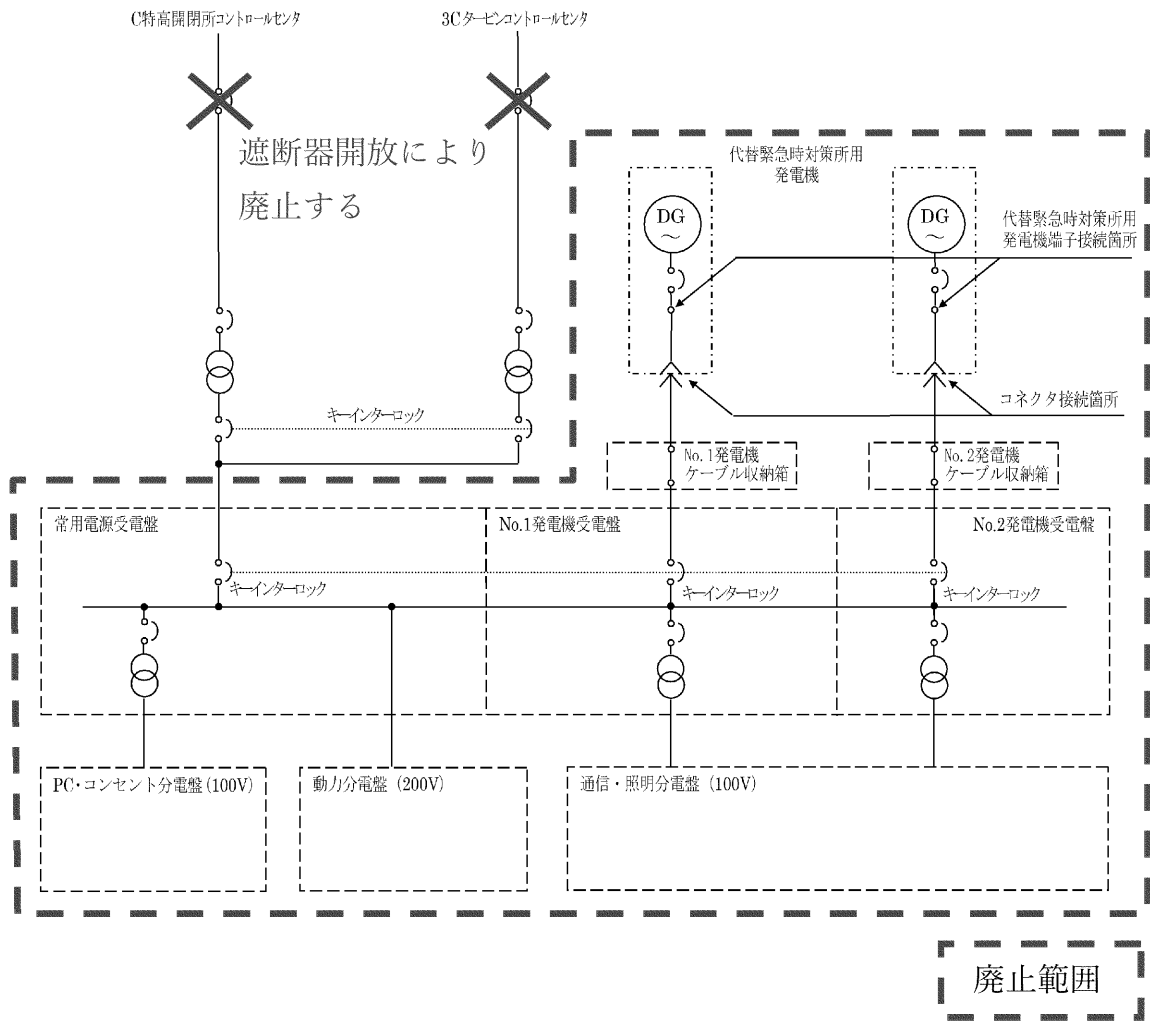 C特高開閉所コントロールセンタ
3Cタービンコントロールセンタ
遮断器開放により
廃止する
代替緊急時対策所用
発電機
DG
~
DG
~
代替緊急時対策所用
発電機端子接続箇所
コネクタ接続箇所
キーインターロック
No.1発電機
ケーブル収納箱
No.2発電機
ケーブル収納箱
常用電源受電盤
No.1発電機受電盤
No.2発電機受電盤
キーインターロック
キーインターロック
キーインターロック
PC・コンセント分電盤(100V)
動力分電盤 (200V)
通信・照明分電盤 (100V)
廃止範囲